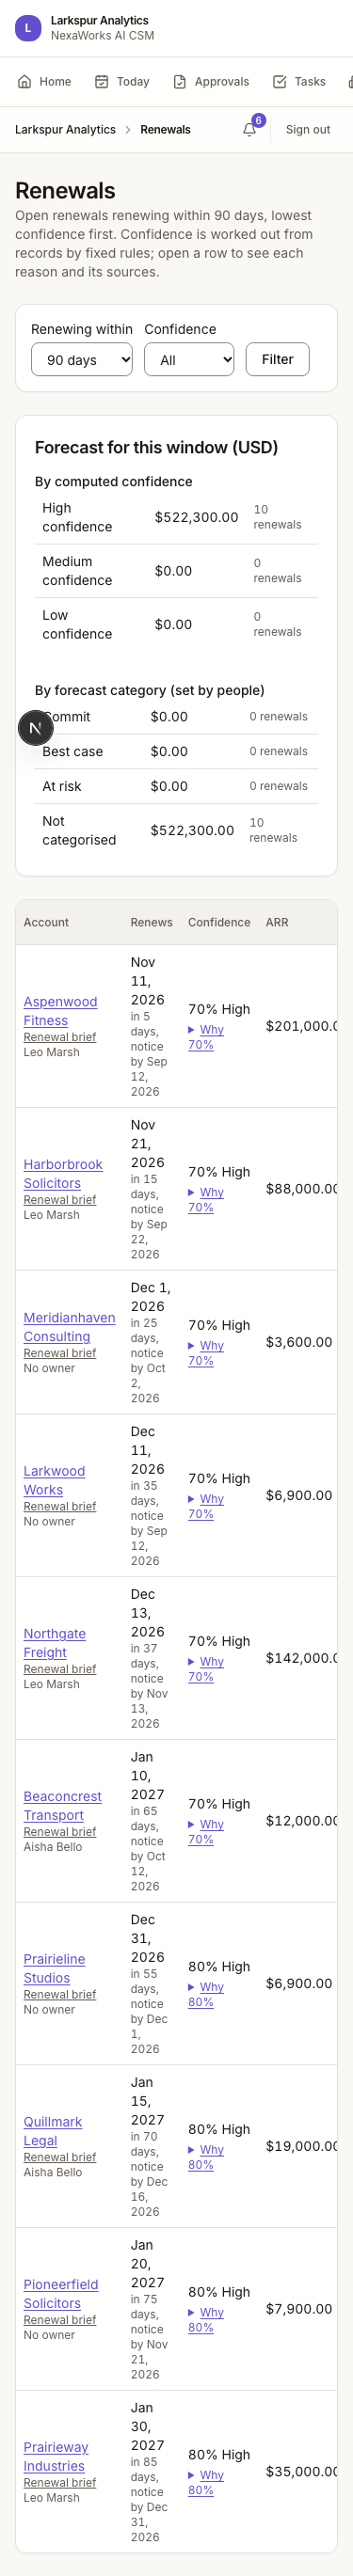 L
Larkspur Analytics
NexaWorks AI CSM
Home Today Approvals Tasks
Larkspur Analytics > Renewals 6 Sign out
Renewals
Open renewals renewing within 90 days, lowest
confidence first. Confidence is worked out from
records by fixed rules; open a row to see each
reason and its sources.
Renewing within Confidence
90 days All Filter
Forecast for this window (USD)
By computed confidence
High confidence $522,300.00 10 renewals
Medium confidence $0.00 0 renewals
Low confidence $0.00 0 renewals
By forecast category (set by people)
N
Commit $0.00 0 renewals
Best case $0.00 0 renewals
At risk $0.00 0 renewals
Not categorised $522,300.00 10 renewals
Account Renews Confidence ARR
Aspenwood Fitness
Renewal brief
Leo Marsh
Nov 11, 2026
in 5 days, notice by Sep 12, 2026
70% High
Why 70%
$201,000.0
Harborbrook Solicitors
Renewal brief
Leo Marsh
Nov 21, 2026
in 15 days, notice by Sep 22, 2026
70% High
Why 70%
$88,000.00
Meridianhaven Consulting
Renewal brief
No owner
Dec 1, 2026
in 25 days, notice by Oct 2, 2026
70% High
Why 70%
$3,600.00
Larkwood Works
Renewal brief
No owner
Dec 11, 2026
in 35 days, notice by Sep 12, 2026
70% High
Why 70%
$6,900.00
Northgate Freight
Renewal brief
Leo Marsh
Dec 13, 2026
in 37 days, notice by Nov 13, 2026
70% High
Why 70%
$142,000.0
Beaconcrest Transport
Renewal brief
Aisha Bello
Jan 10, 2027
in 65 days, notice by Oct 12, 2026
70% High
Why 70%
$12,000.00
Prairieline Studios
Renewal brief
No owner
Dec 31, 2026
in 55 days, notice by Dec 1, 2026
80% High
Why 80%
$6,900.00
Quillmark Legal
Renewal brief
Aisha Bello
Jan 15, 2027
in 70 days, notice by Dec 16, 2026
80% High
Why 80%
$19,000.00
Pioneerfield Solicitors
Renewal brief
No owner
Jan 20, 2027
in 75 days, notice by Nov 21, 2026
80% High
Why 80%
$7,900.00
Prairieway Industries
Renewal brief
Leo Marsh
Jan 30, 2027
in 85 days, notice by Dec 31, 2026
80% High
Why 80%
$35,000.00